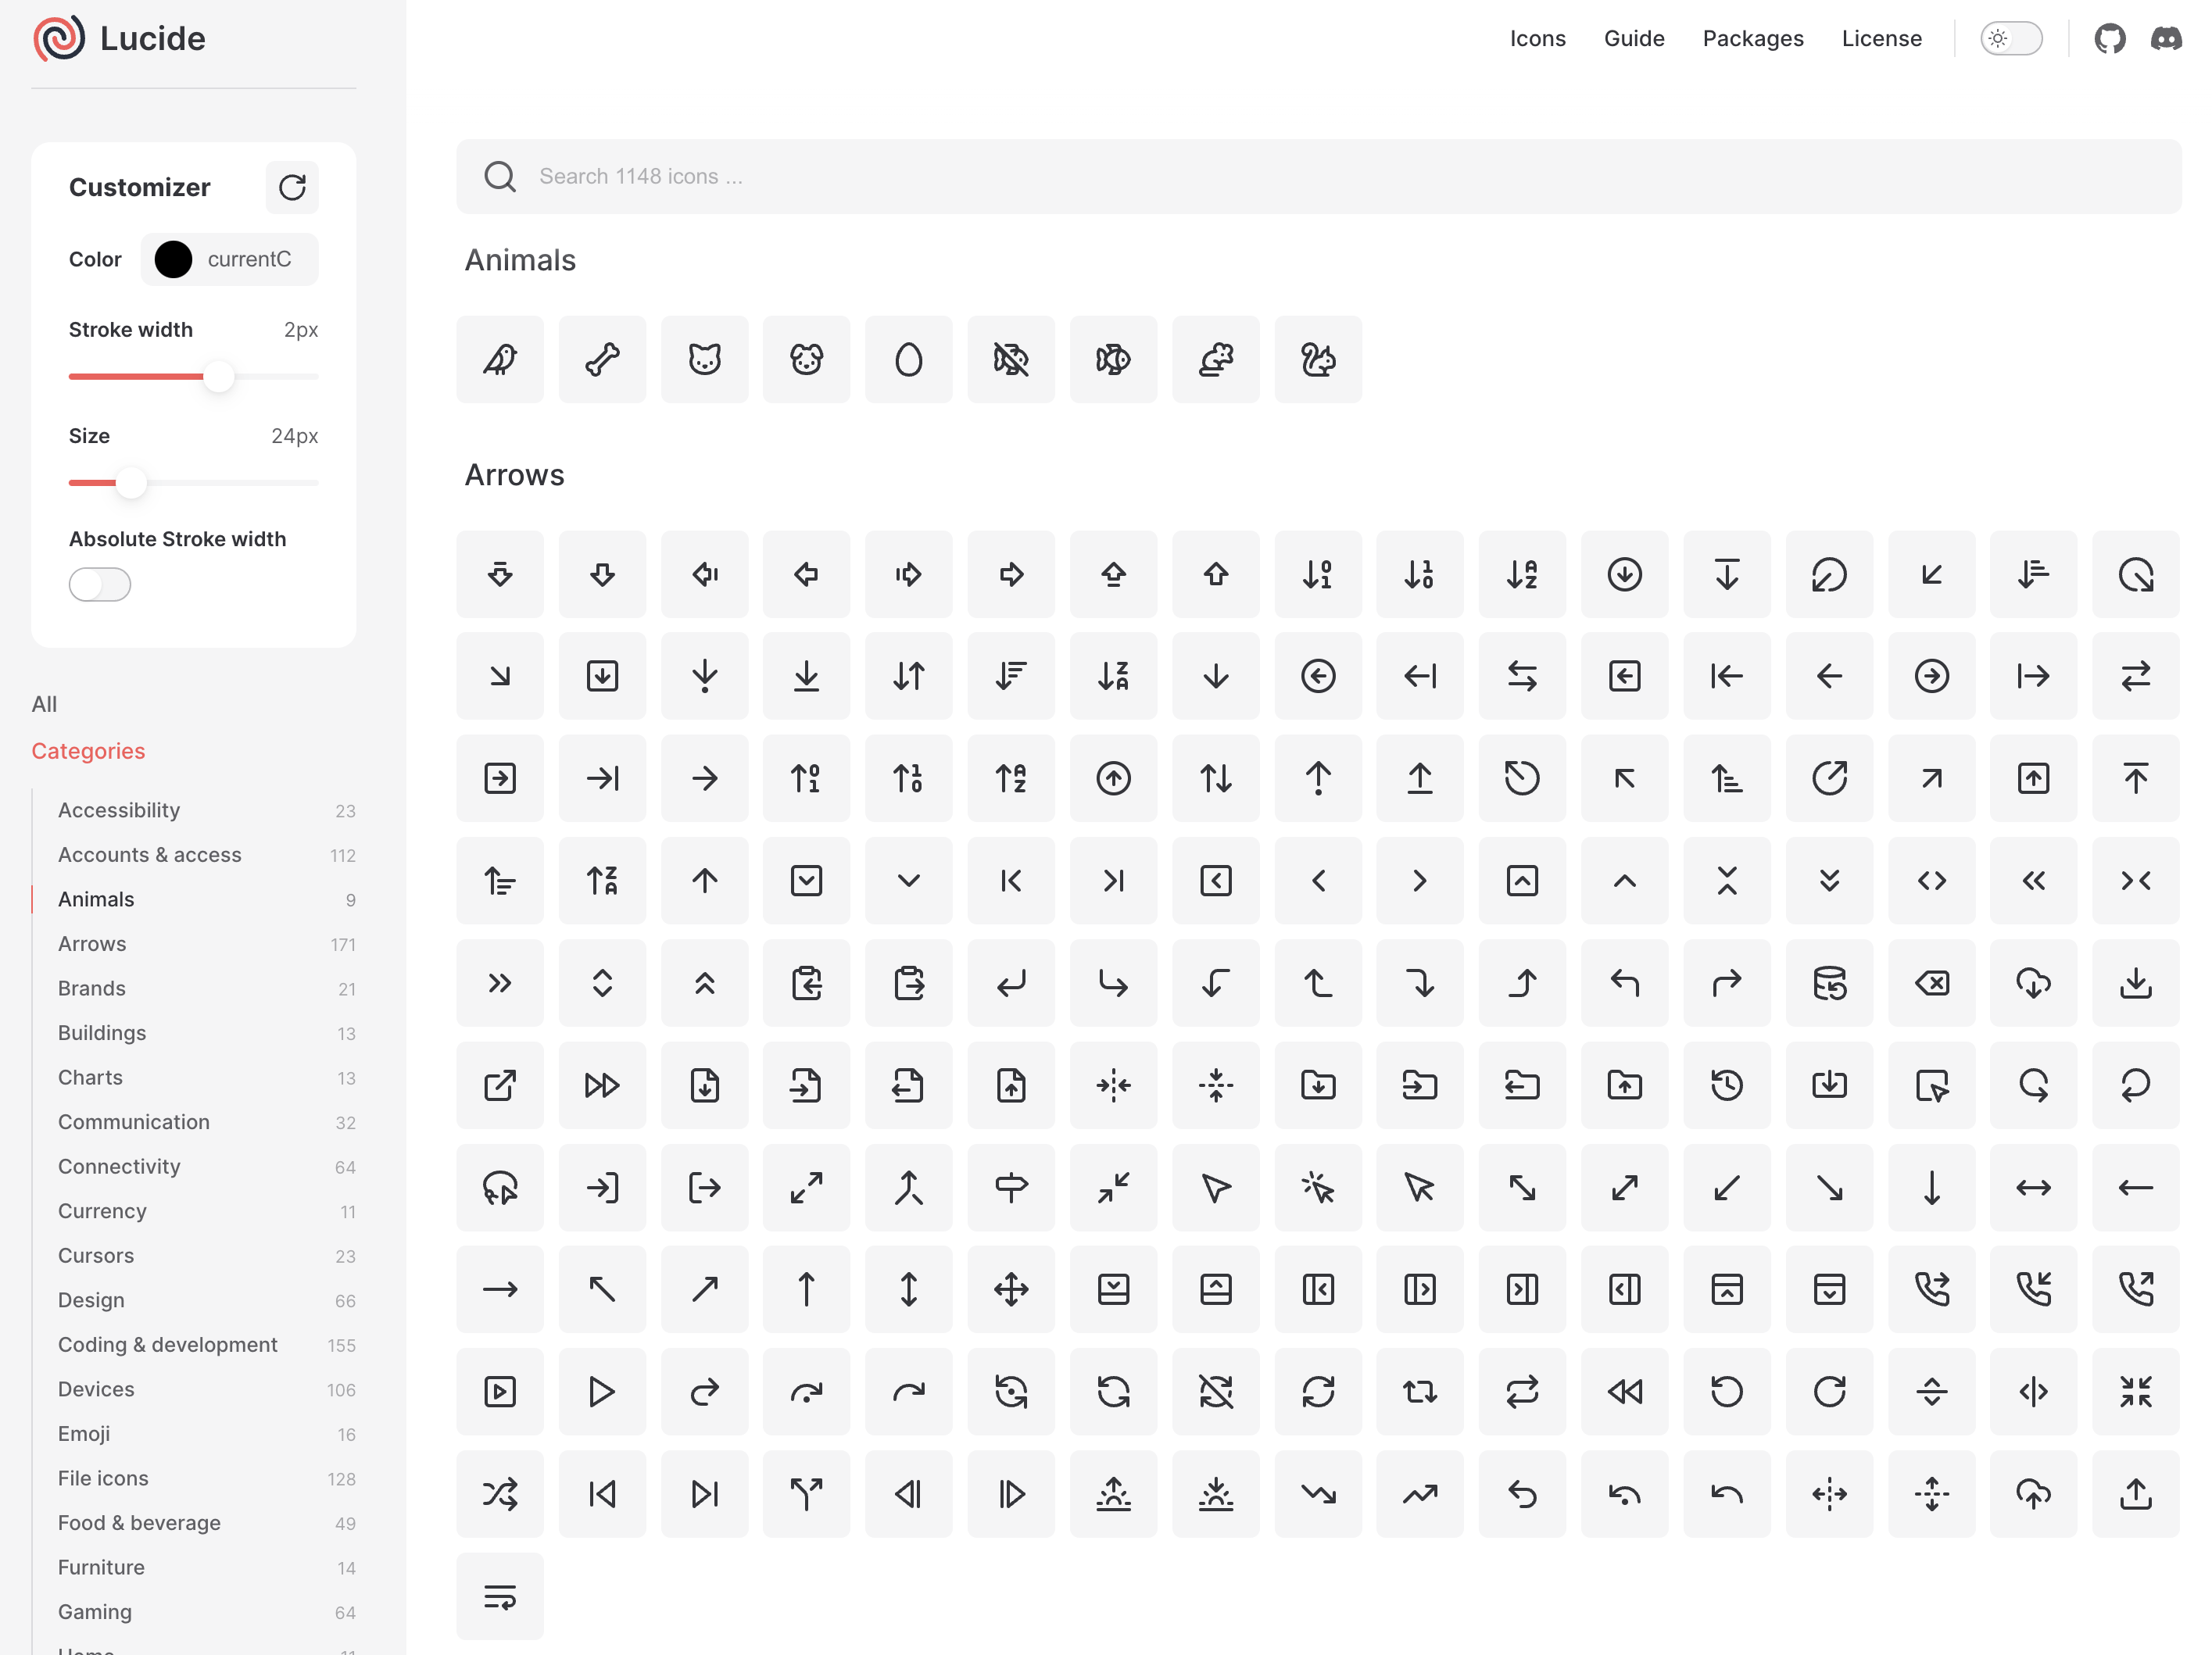 Lucide
Icons
Guide
Packages
License
Customizer
Color
currentC
Stroke width
2px
Size
24px
Absolute Stroke width
All
Categories
Accessibility 23
Accounts & access 112
Animals 9
Arrows 171
Brands 21
Buildings 13
Charts 13
Communication 32
Connectivity 64
Currency 11
Cursors 23
Design 66
Coding & development 155
Devices 106
Emoji 16
File icons 128
Food & beverage 49
Furniture 14
Gaming 64
Home 11
Search 1148 icons ...
Animals
Arrows